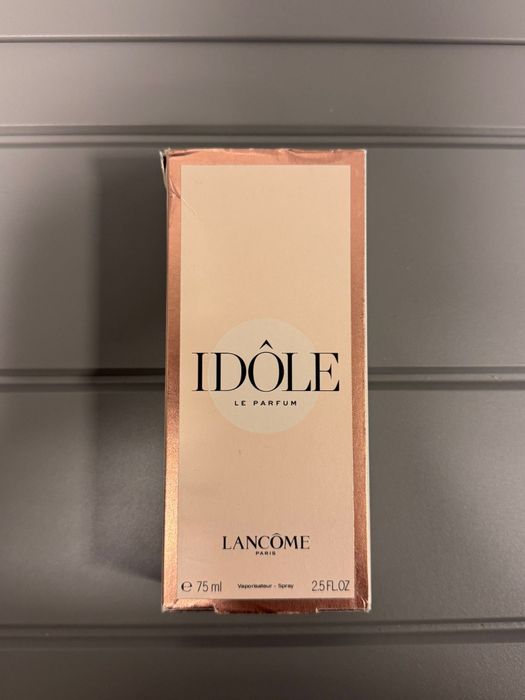 IDÔLE
LE PARFUM
LANCÔME
PARIS
℮ 75 ml Vaporisateur - Spray 2.5 FL.OZ